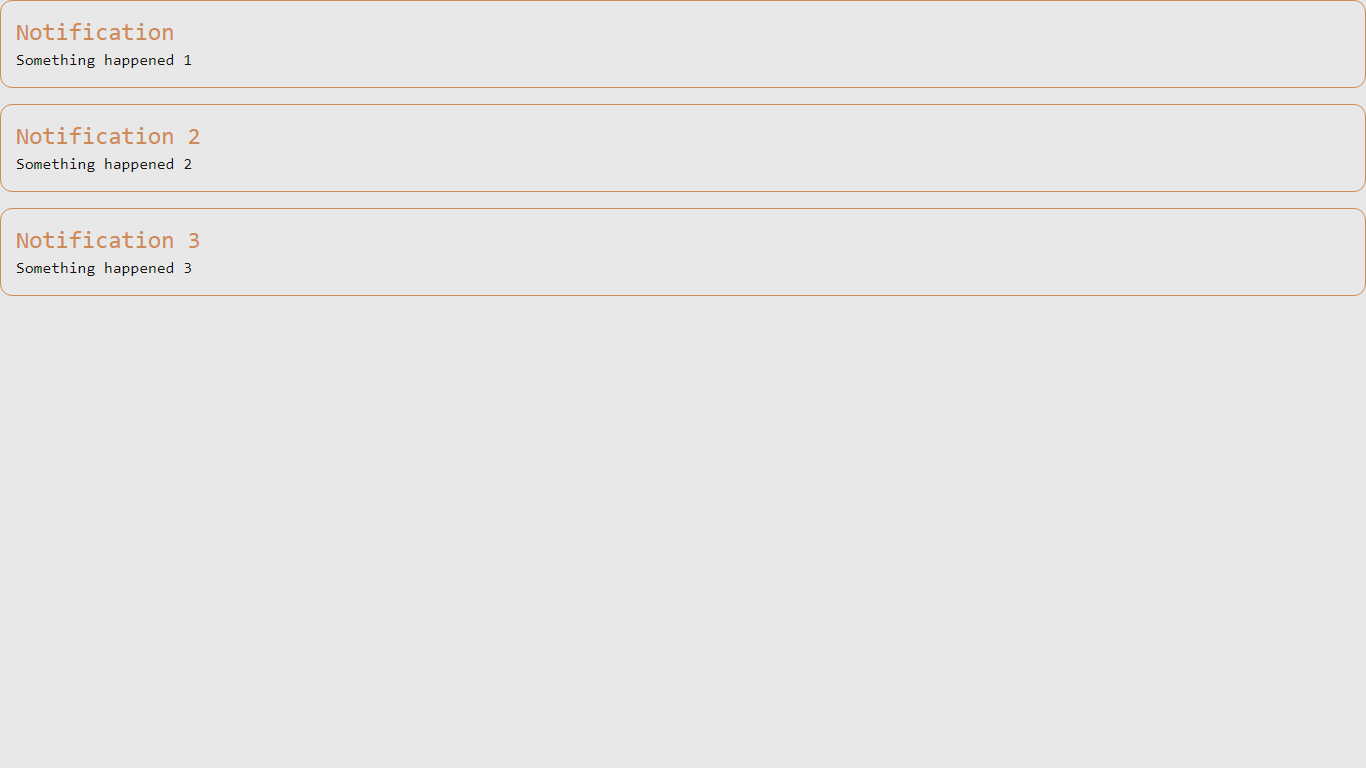 Notification
Something happened 1
Notification 2
Something happened 2
Notification 3
Something happened 3